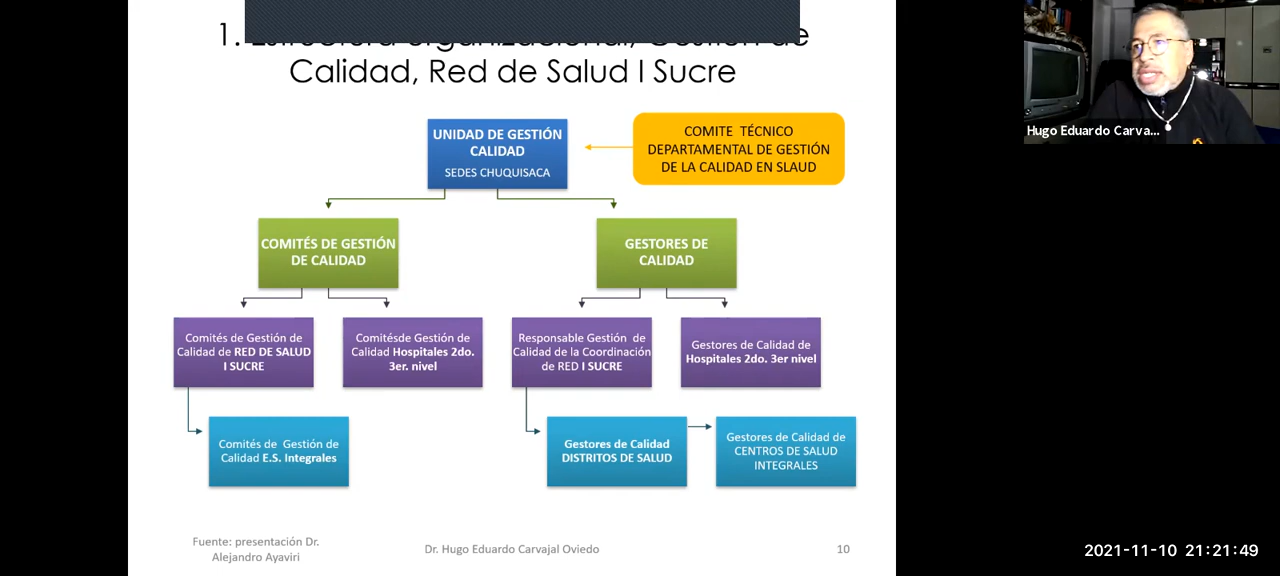 1. Estructura organizacional, Gestión de
Calidad, Red de Salud I Sucre
UNIDAD DE GESTIÓN
CALIDAD
SEDES CHUQUISACA
COMITE TÉCNICO
DEPARTAMENTAL DE GESTIÓN
DE LA CALIDAD EN SLAUD
COMITÉS DE GESTIÓN
DE CALIDAD
GESTORES DE
CALIDAD
Comités de Gestión de
Calidad de RED DE SALUD
I SUCRE
Comitésde Gestión de
Calidad Hospitales 2do.
3er. nivel
Responsable Gestión de
Calidad de la Coordinación
de RED I SUCRE
Gestores de Calidad de
Hospitales 2do. 3er nivel
Comités de Gestión de
Calidad E.S. Integrales
Gestores de Calidad
DISTRITOS DE SALUD
Gestores de Calidad de
CENTROS DE SALUD
INTEGRALES
Fuente: presentación Dr.
Alejandro Ayaviri
Dr. Hugo Eduardo Carvajal Oviedo
10
Hugo Eduardo Carva...
2021-11-10 21:21:49